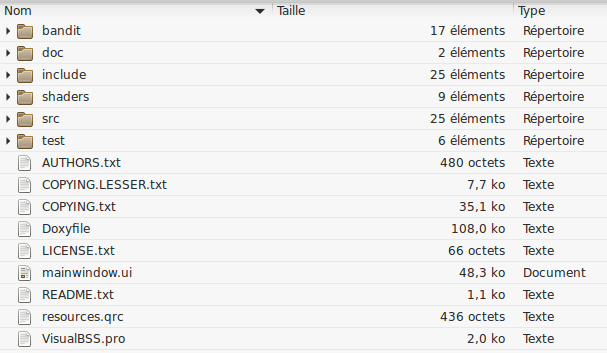 Nom Taille Type
bandit 17 éléments Répertoire
doc 2 éléments Répertoire
include 25 éléments Répertoire
shaders 9 éléments Répertoire
src 25 éléments Répertoire
test 6 éléments Répertoire
AUTHORS.txt 480 octets Texte
COPYING.LESSER.txt 7,7 ko Texte
COPYING.txt 35,1 ko Texte
Doxyfile 108,0 ko Texte
LICENSE.txt 66 octets Texte
mainwindow.ui 48,3 ko Document
README.txt 1,1 ko Texte
resources.qrc 436 octets Texte
VisualBSS.pro 2,0 ko Texte